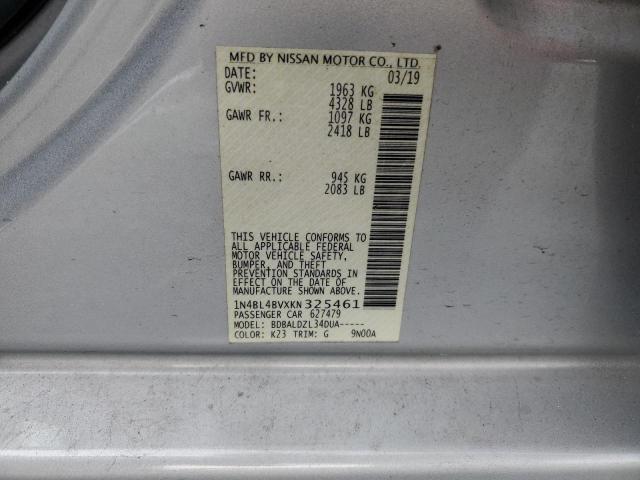 MFD BY NISSAN MOTOR CO., LTD.
DATE: 03/19
GVWR: 1963 KG
4328 LB
GAWR FR.: 1097 KG
2418 LB
GAWR RR.: 945 KG
2083 LB
THIS VEHICLE CONFORMS TO
ALL APPLICABLE FEDERAL
MOTOR VEHICLE SAFETY,
BUMPER, AND THEFT
PREVENTION STANDARDS IN
EFFECT ON THE DATE OF
MANUFACTURE SHOWN ABOVE.
1N4BL4BVXKN325461
PASSENGER CAR 627479
MODEL: BDBALDZL34DUA-----
COLOR: K23 TRIM: G 9N00A